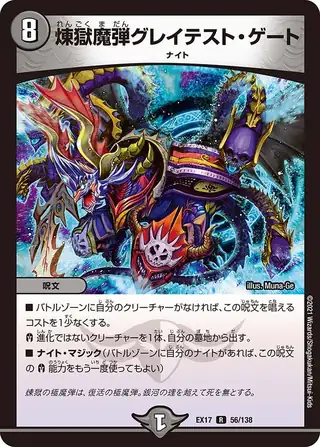 8
れんごくまだん
煉獄魔弾グレイテスト・ゲート
ナイト
illus. Muna-Ge
呪文
■バトルゾーンに自分のクリーチャーがなければ、この呪文を唱える
コストを1少なくする。
進化ではないクリーチャーを1体、自分の墓地から出す。
■ナイト・マジック(バトルゾーンに自分のナイトがあれば、この呪文
の 能力をもう一度使ってもよい)
煉獄の極魔弾は、復活の極魔弾。銀河の理を超えて死を無とする。
©2021 Wizards/Shogakukan/Mitsui-Kids
EX17 R 56/138